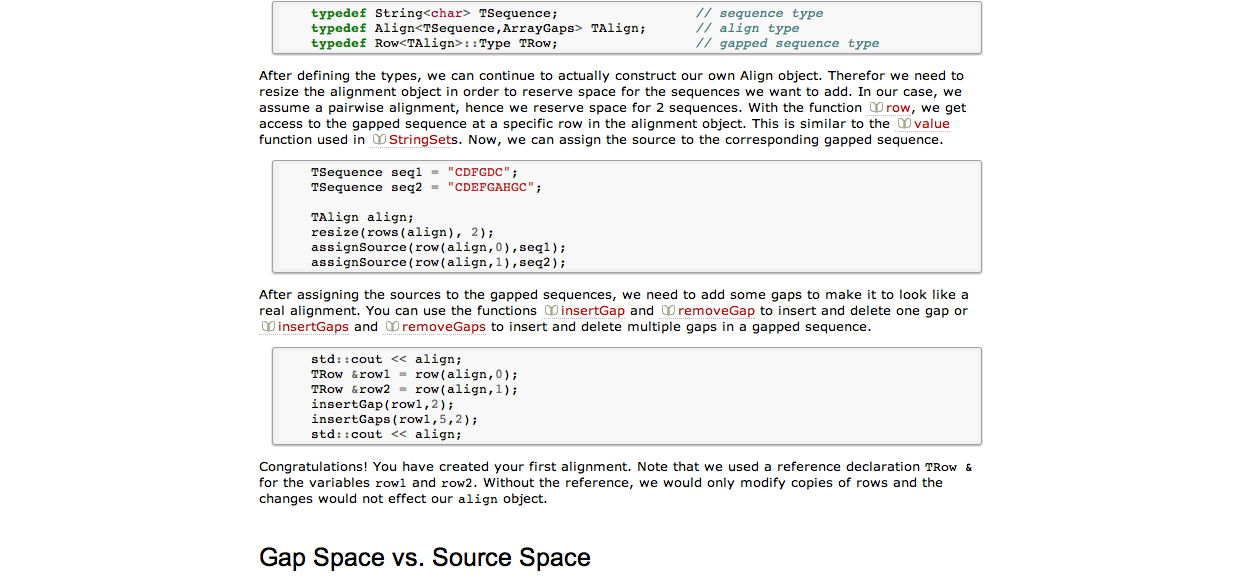 typedef String<char> TSequence; // sequence type
typedef Align<TSequence,ArrayGaps> TAlign; // align type
typedef Row<TAlign>::Type TRow; // gapped sequence type
After defining the types, we can continue to actually construct our own Align object. Therefor we need to
resize the alignment object in order to reserve space for the sequences we want to add. In our case, we
assume a pairwise alignment, hence we reserve space for 2 sequences. With the function row, we get
access to the gapped sequence at a specific row in the alignment object. This is similar to the value
function used in StringSets. Now, we can assign the source to the corresponding gapped sequence.
TSequence seq1 = "CDFGDC";
TSequence seq2 = "CDEFGAHGC";
TAlign align;
resize(rows(align), 2);
assignSource(row(align,0),seq1);
assignSource(row(align,1),seq2);
After assigning the sources to the gapped sequences, we need to add some gaps to make it to look like a
real alignment. You can use the functions insertGap and removeGap to insert and delete one gap or
insertGaps and removeGaps to insert and delete multiple gaps in a gapped sequence.
std::cout << align;
TRow &row1 = row(align,0);
TRow &row2 = row(align,1);
insertGap(row1,2);
insertGaps(row1,5,2);
std::cout << align;
Congratulations! You have created your first alignment. Note that we used a reference declaration TRow &
for the variables row1 and row2. Without the reference, we would only modify copies of rows and the
changes would not effect our align object.
Gap Space vs. Source Space